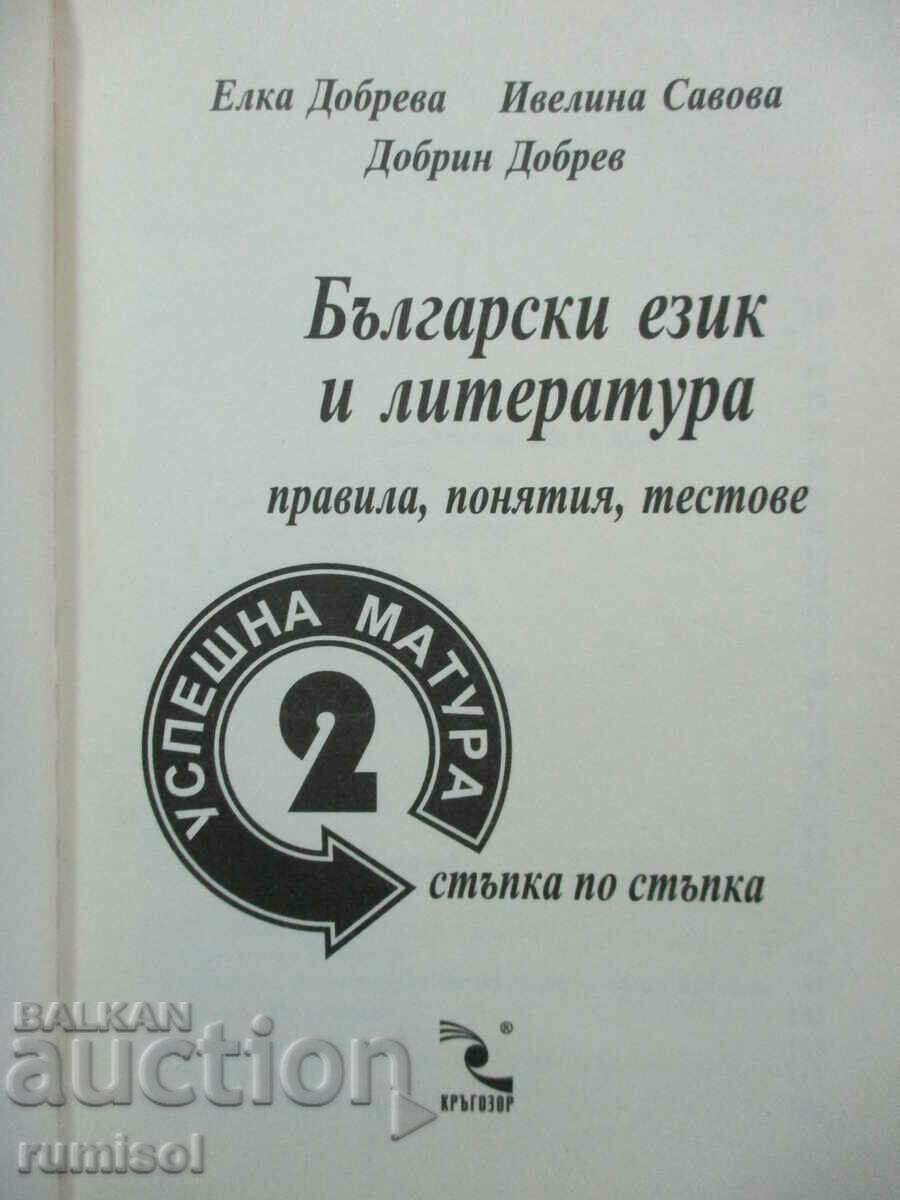 Елка Добрева Ивелина Савова
Добрин Добрев
Български език
и литература
правила, понятия, тестове
УСПЕШНА МАТУРА
2
стъпка по стъпка
®
КРЪГОЗОР
BALKAN
auction
rumisol